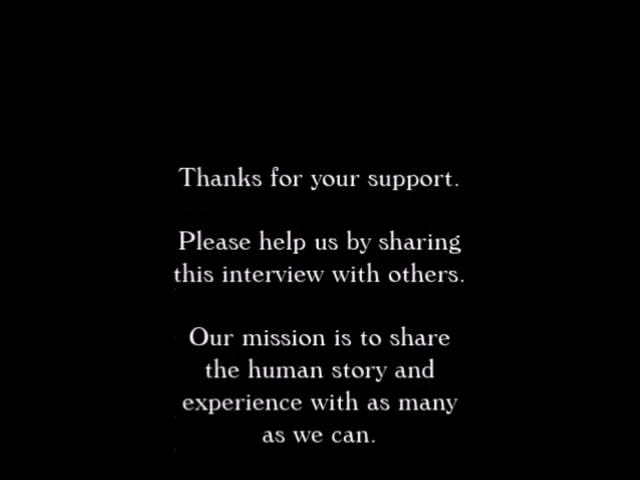 Thanks for your support.
Please help us by sharing
this interview with others.
Our mission is to share
the human story and
experience with as many
as we can.